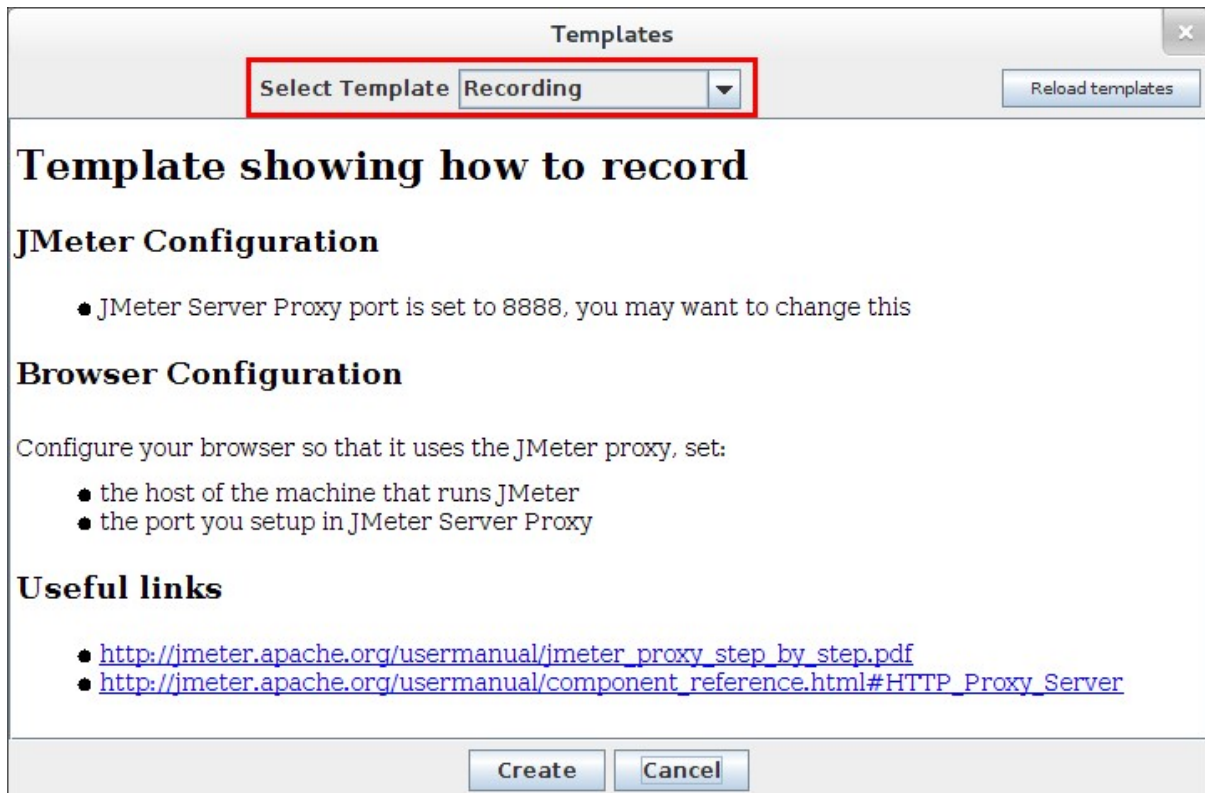 Templates
Select Template Recording
Reload templates
Template showing how to record
JMeter Configuration
● JMeter Server Proxy port is set to 8888, you may want to change this
Browser Configuration
Configure your browser so that it uses the JMeter proxy, set:
● the host of the machine that runs JMeter
● the port you setup in JMeter Server Proxy
Useful links
● http://jmeter.apache.org/usermanual/jmeter_proxy_step_by_step.pdf
● http://jmeter.apache.org/usermanual/component_reference.html#HTTP_Proxy_Server
Create Cancel